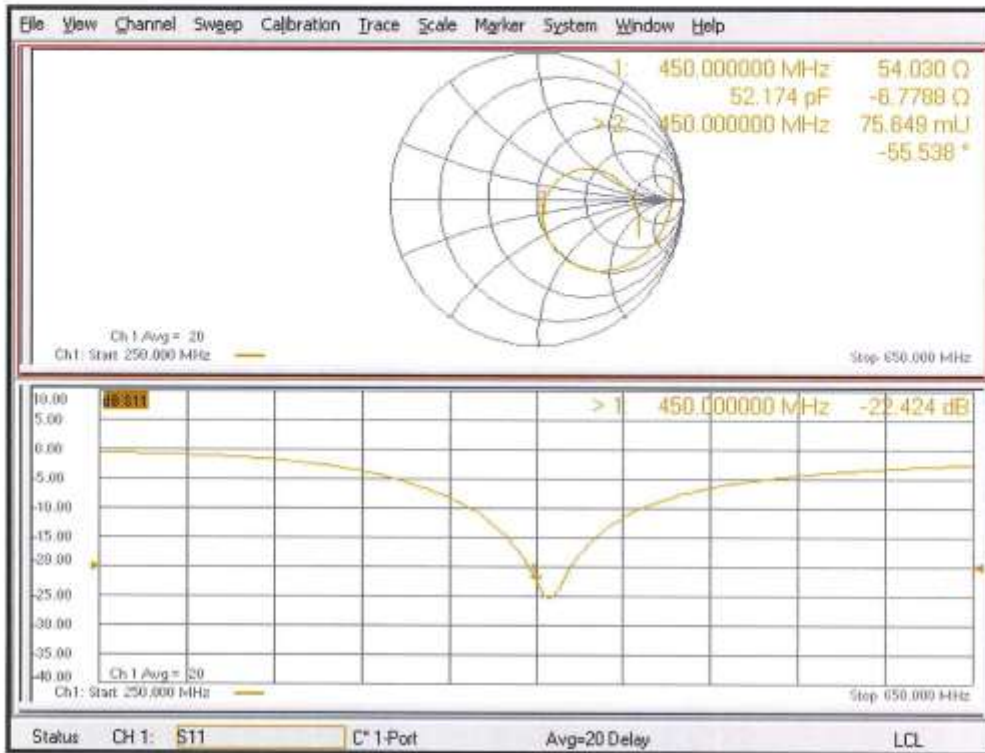 File View Channel Sweep Calibration Trace Scale Marker System Window Help
1: 450.000000 MHz 54.030 Ω
52.174 pF -6.7788 Ω
> 2: 450.000000 MHz 75.649 mU
-55.538 °
Ch 1 Avg = 20
Ch1: Start 250.000 MHz
Stop 650.000 MHz
10.00
dB S11
> 1: 450.000000 MHz -22.424 dB
5.00
0.00
-5.00
-10.00
-15.00
-20.00
-25.00
-30.00
-35.00
-40.00
Ch 1 Avg = 20
Ch1: Start 250.000 MHz
Stop 650.000 MHz
Status CH 1: S11 C* 1-Port Avg=20 Delay LCL